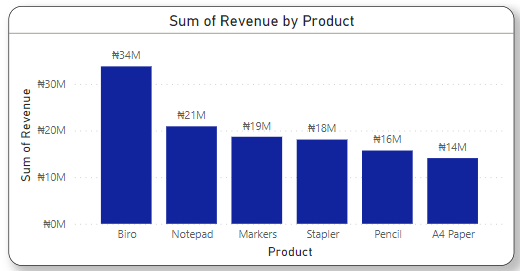 Sum of Revenue by Product
Sum of Revenue
₦30M
₦20M
₦10M
₦0M
₦34M
₦21M
₦19M
₦18M
₦16M
₦14M
Biro
Notepad
Markers
Stapler
Pencil
A4 Paper
Product